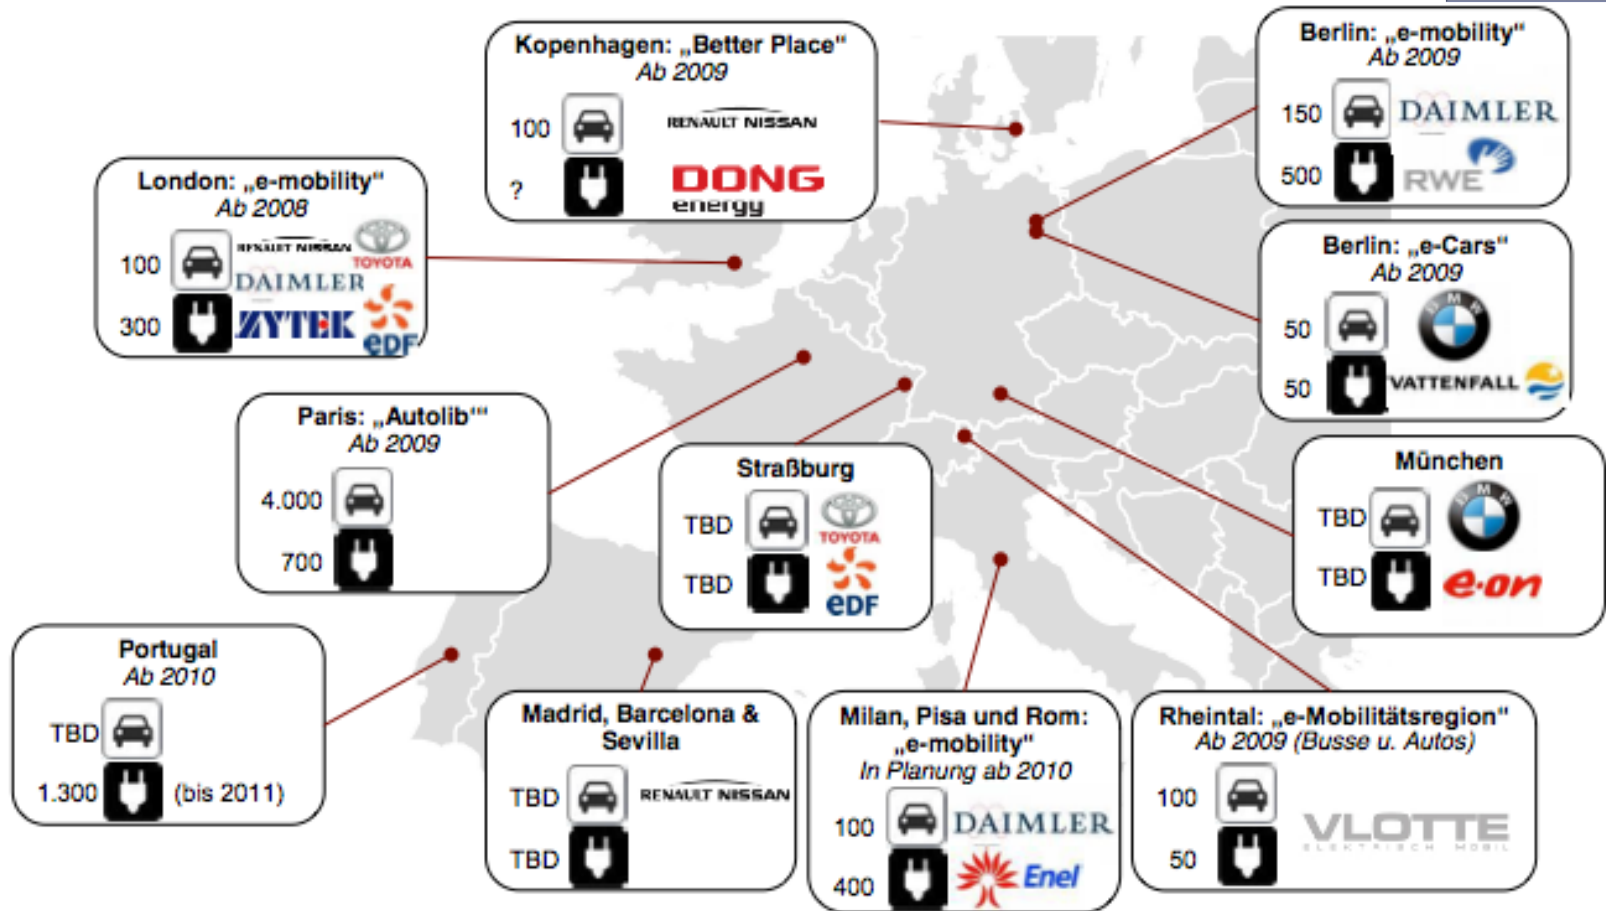 Kopenhagen: „Better Place“
Ab 2009
100
RENAULT NISSAN
?
DONG
energy
Berlin: „e-mobility“
Ab 2009
150
DAIMLER
500
RWE
London: „e-mobility“
Ab 2008
100
RENAULT NISSAN
TOYOTA
DAIMLER
300
ZYTEK
eDF
Berlin: „e-Cars“
Ab 2009
50
BMW
50
VATTENFALL
Paris: „Autolib'“
Ab 2009
4.000
700
Straßburg
TBD
TOYOTA
TBD
eDF
München
TBD
BMW
TBD
e·on
Portugal
Ab 2010
TBD
1.300
(bis 2011)
Madrid, Barcelona &
Sevilla
TBD
RENAULT NISSAN
TBD
Milan, Pisa und Rom:
„e-mobility“
In Planung ab 2010
100
DAIMLER
400
Enel
Rheintal: „e-Mobilitätsregion“
Ab 2009 (Busse u. Autos)
100
VLOTTE
ELEKTRISCH MOBIL
50